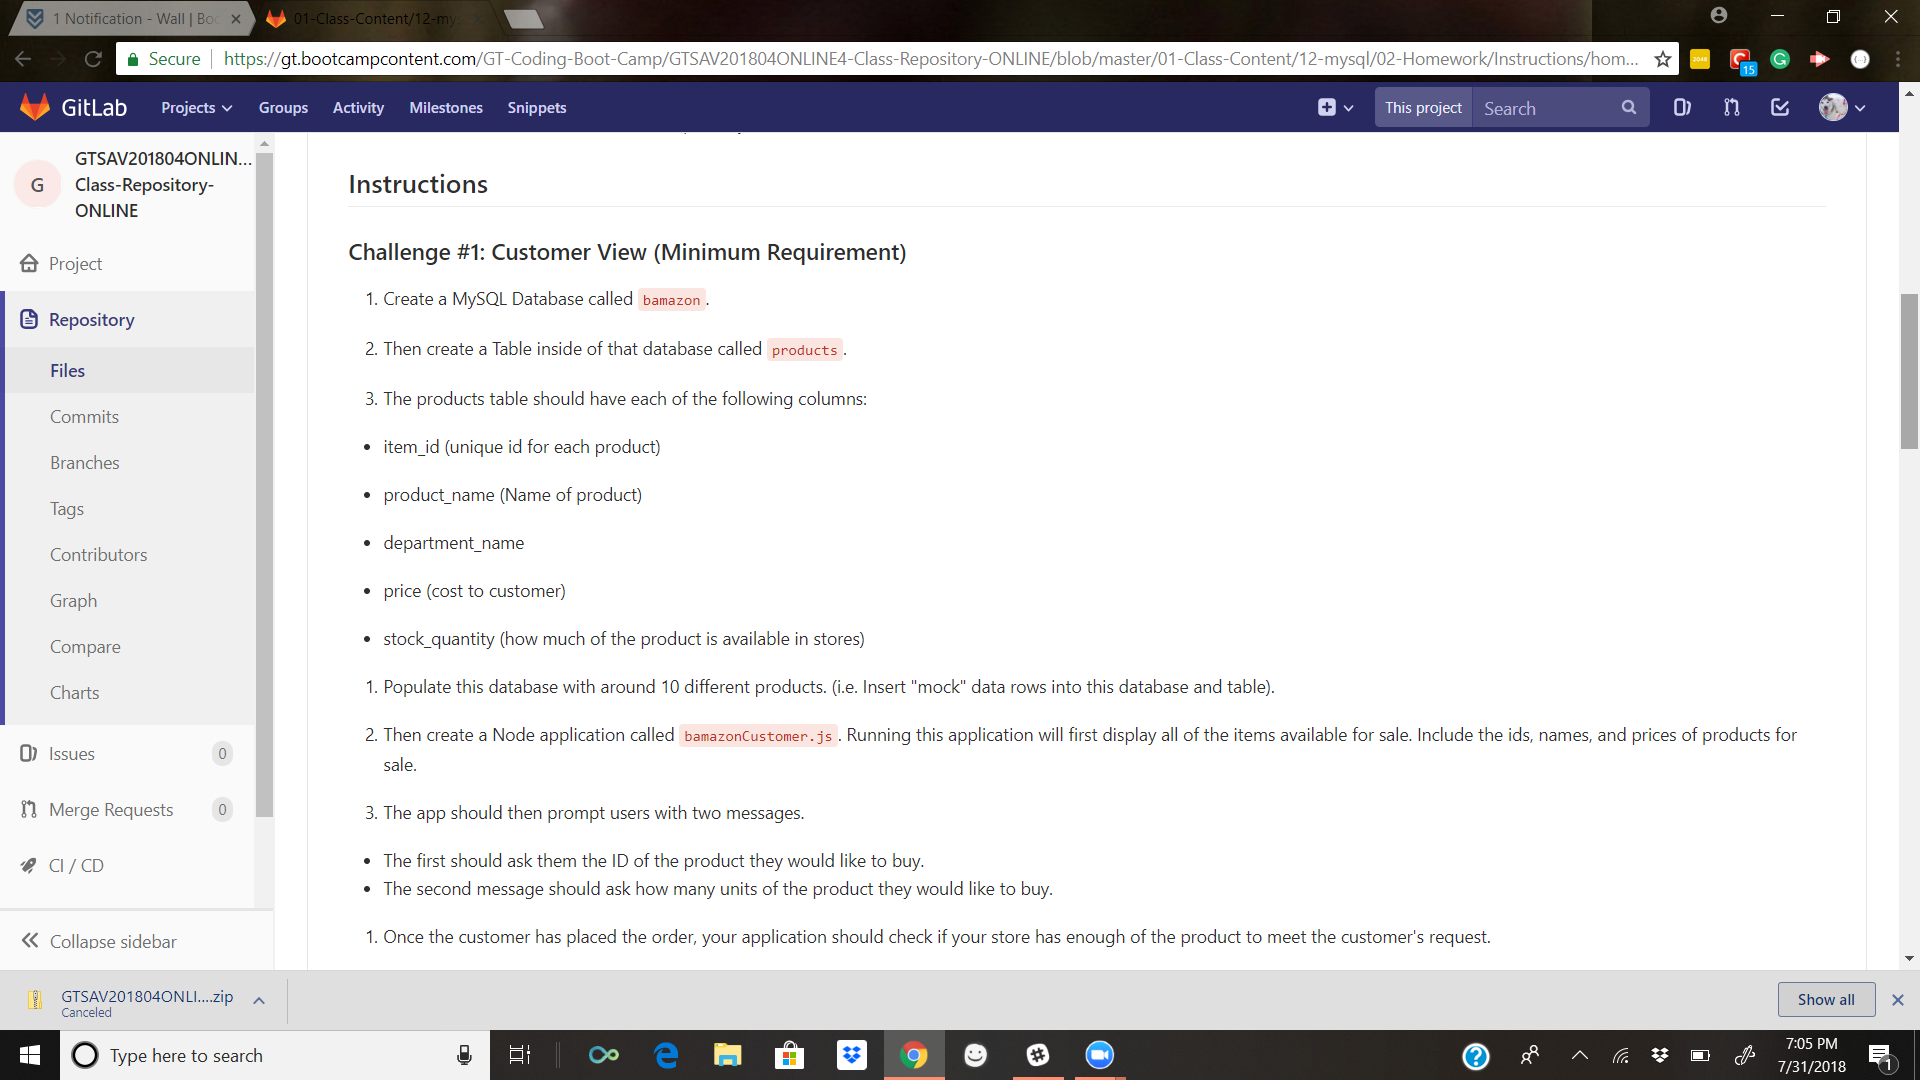 1 Notification - Wall | Boo
01-Class-Content/12-mys
Secure
https://gt.bootcampcontent.com/GT-Coding-Boot-Camp/GTSAV201804ONLINE4-Class-Repository-ONLINE/blob/master/01-Class-Content/12-mysql/02-Homework/Instructions/hom...
15
GitLab
Projects
Groups
Activity
Milestones
Snippets
This project
Search
G
GTSAV201804ONLIN...
Class-Repository-
ONLINE
Project
Repository
Files
Commits
Branches
Tags
Contributors
Graph
Compare
Charts
Issues
0
Merge Requests
0
CI / CD
Collapse sidebar
Instructions
Challenge #1: Customer View (Minimum Requirement)
1. Create a MySQL Database called bamazon.
2. Then create a Table inside of that database called products.
3. The products table should have each of the following columns:
• item_id (unique id for each product)
• product_name (Name of product)
• department_name
• price (cost to customer)
• stock_quantity (how much of the product is available in stores)
1. Populate this database with around 10 different products. (i.e. Insert "mock" data rows into this database and table).
2. Then create a Node application called bamazonCustomer.js. Running this application will first display all of the items available for sale. Include the ids, names, and prices of products for
sale.
3. The app should then prompt users with two messages.
• The first should ask them the ID of the product they would like to buy.
• The second message should ask how many units of the product they would like to buy.
1. Once the customer has placed the order, your application should check if your store has enough of the product to meet the customer's request.
GTSAV201804ONLI....zip
Canceled
Show all
Type here to search
7:05 PM
7/31/2018
1